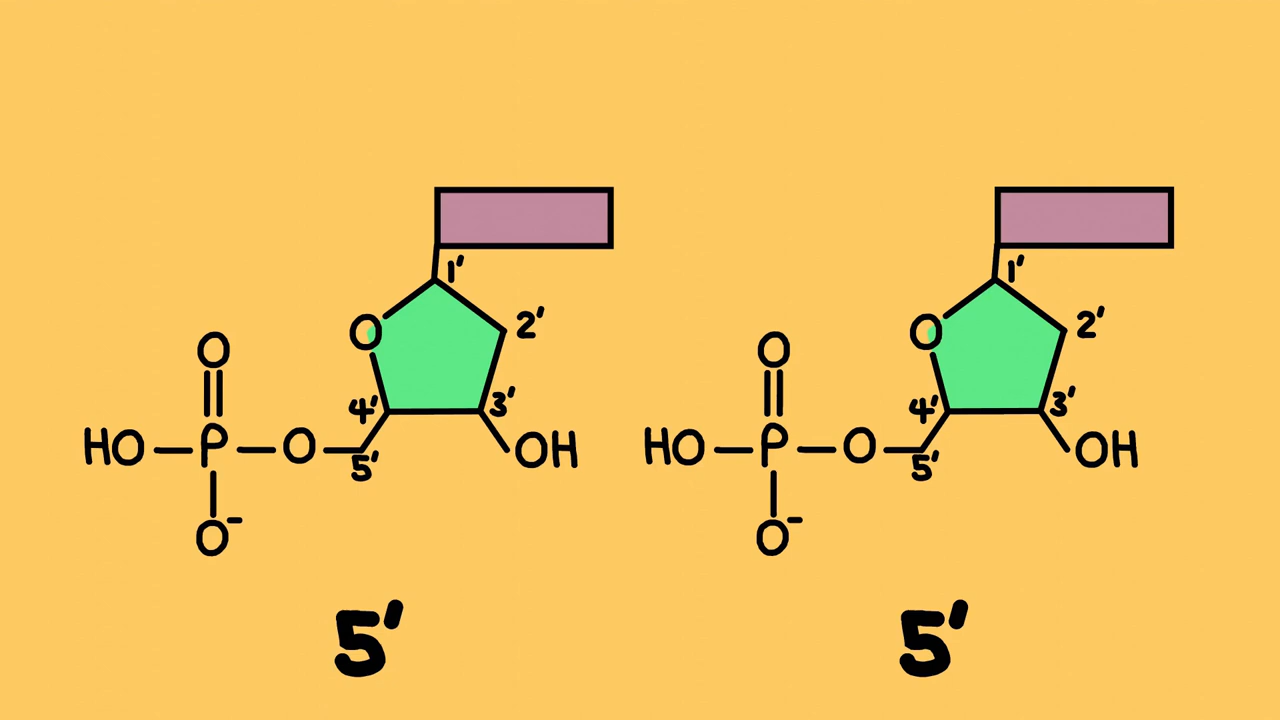 1′ 1′
O 2′ O 2′
O O
4′ 3′ 4′ 3′
HO P O 5′ OH HO P O 5′ OH
O⁻ O⁻
5′ 5′